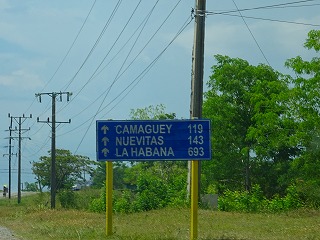 CAMAGUEY 119
NUEVITAS 143
LA HABANA 693